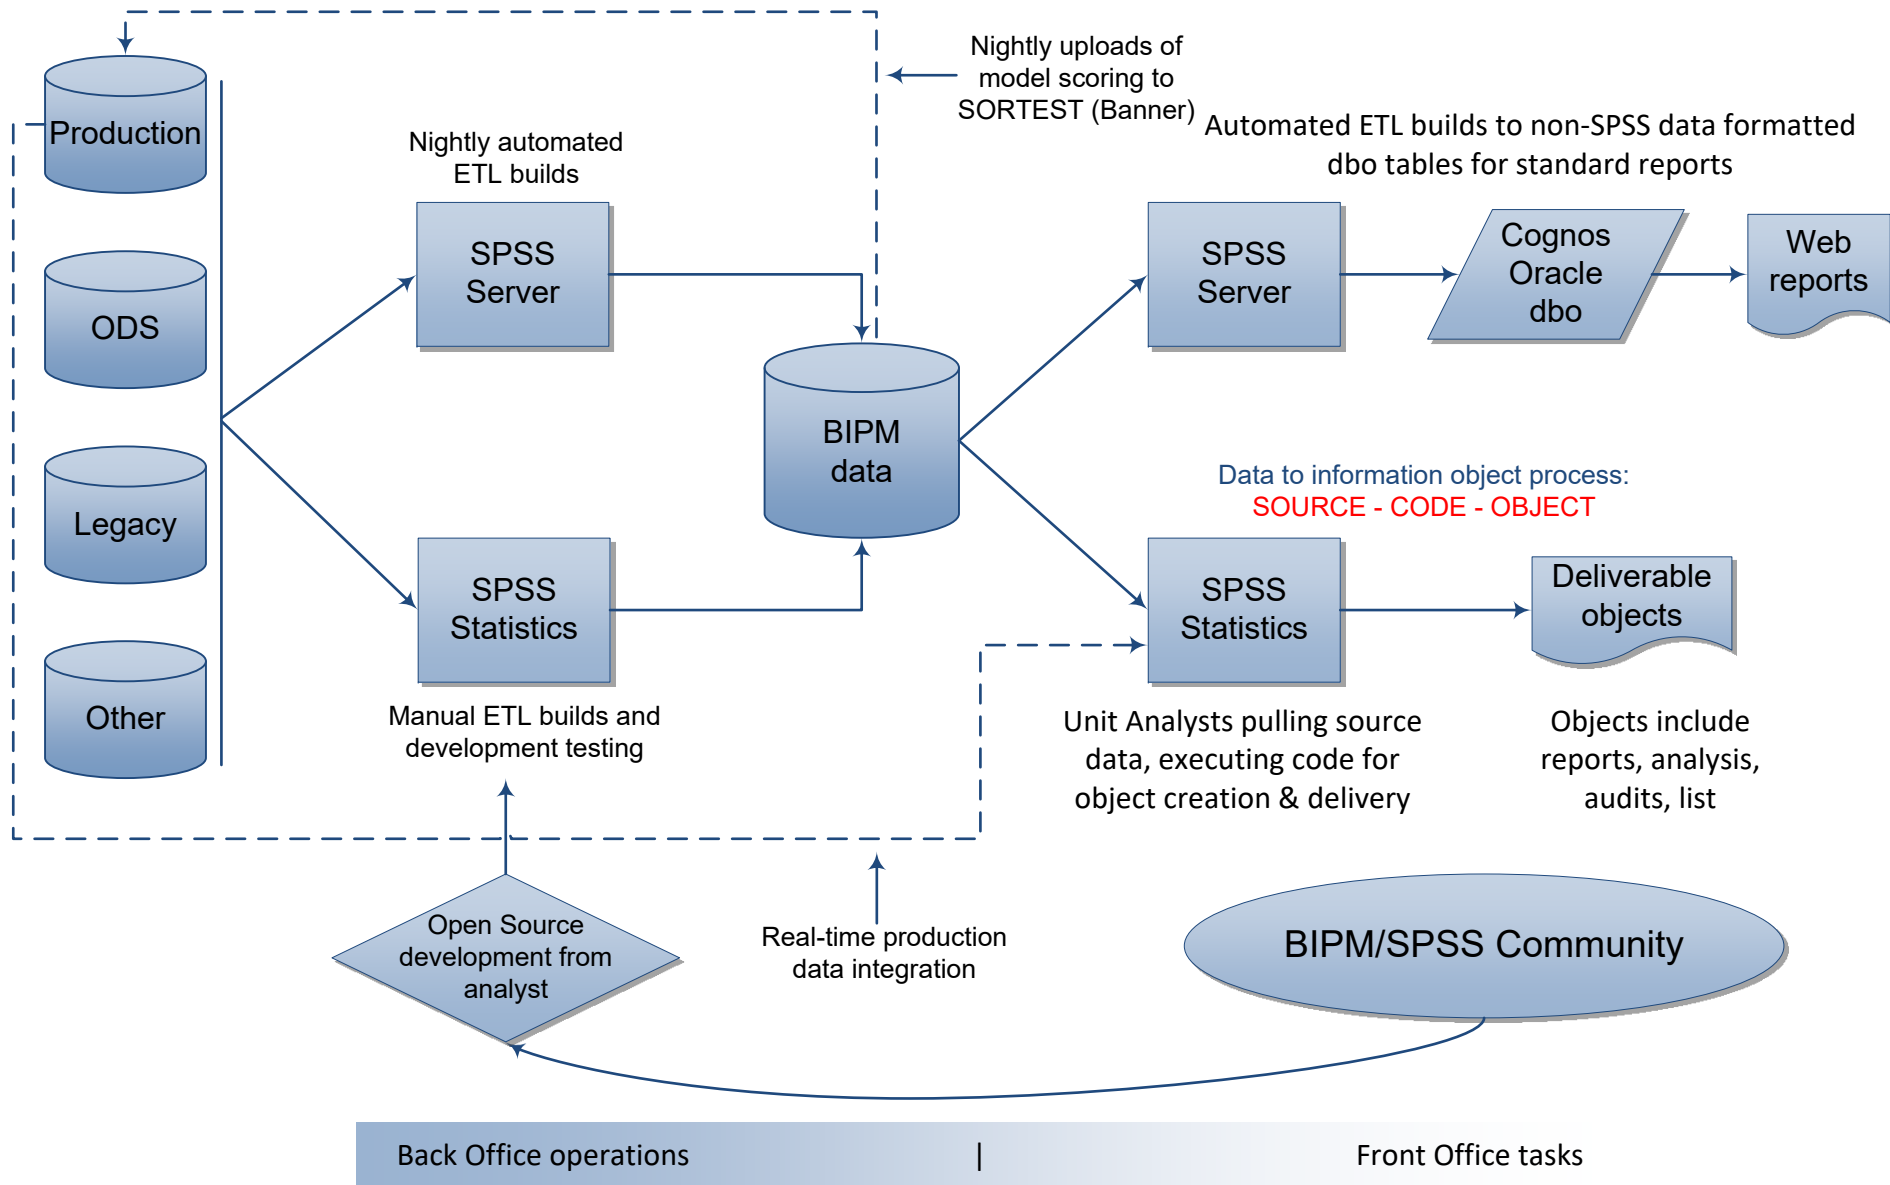 Nightly uploads of
model scoring to
SORTEST (Banner)
Production
Nightly automated
ETL builds
Automated ETL builds to non-SPSS data formatted
dbo tables for standard reports
SPSS
Server
SPSS
Server
Cognos
Oracle
dbo
Web
reports
ODS
BIPM
data
Legacy
Data to information object process:
SOURCE - CODE - OBJECT
SPSS
Statistics
SPSS
Statistics
Deliverable
objects
Other
Manual ETL builds and
development testing
Unit Analysts pulling source
data, executing code for
object creation & delivery
Objects include
reports, analysis,
audits, list
Open Source
development from
analyst
Real-time production
data integration
BIPM/SPSS Community
Back Office operations | Front Office tasks